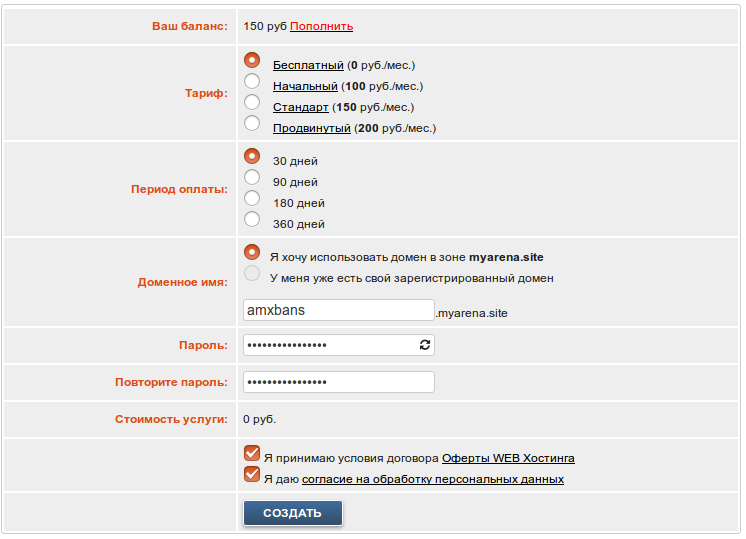 Ваш баланс: 150 руб Пополнить
Тариф:
Бесплатный (0 руб./мес.)
Начальный (100 руб./мес.)
Стандарт (150 руб./мес.)
Продвинутый (200 руб./мес.)
Период оплаты:
30 дней
90 дней
180 дней
360 дней
Доменное имя:
Я хочу использовать домен в зоне myarena.site
У меня уже есть свой зарегистрированный домен
amxbans.myarena.site
Пароль: ••••••••••••••••
Повторите пароль: ••••••••••••••••
Стоимость услуги: 0 руб.
Я принимаю условия договора Оферты WEB Хостинга
Я даю согласие на обработку персональных данных
СОЗДАТЬ